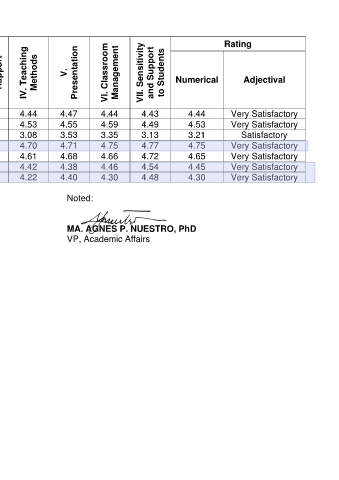 Rating
IV. Teaching Methods
V. Presentation
VI. Classroom Management
VII. Sensitivity and Support to Students
Numerical
Adjectival
4.44 4.47 4.44 4.43 4.44 Very Satisfactory
4.53 4.55 4.59 4.49 4.53 Very Satisfactory
3.08 3.53 3.35 3.13 3.21 Satisfactory
4.70 4.71 4.75 4.77 4.75 Very Satisfactory
4.61 4.68 4.66 4.72 4.65 Very Satisfactory
4.42 4.38 4.46 4.54 4.45 Very Satisfactory
4.22 4.40 4.30 4.48 4.30 Very Satisfactory
Noted:
MA. AGNES P. NUESTRO, PhD
VP, Academic Affairs